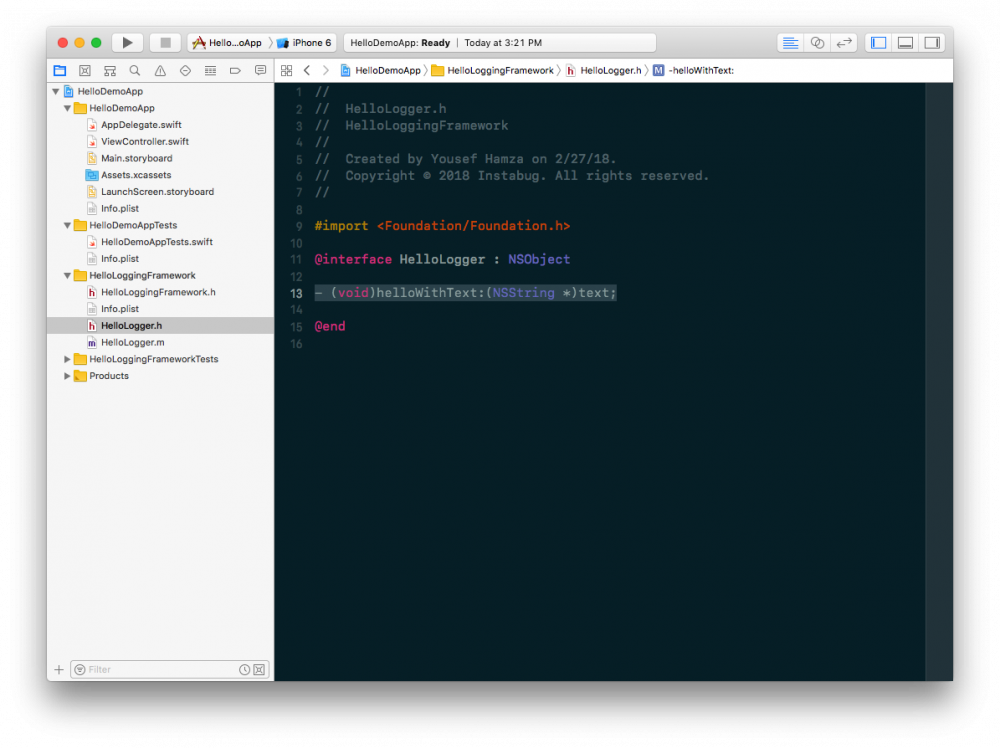 Hello...oApp
iPhone 6
HelloDemoApp: Ready | Today at 3:21 PM
HelloDemoApp
HelloLoggingFramework
h HelloLogger.h
M -helloWithText:
HelloDemoApp
HelloDemoApp
AppDelegate.swift
ViewController.swift
Main.storyboard
Assets.xcassets
LaunchScreen.storyboard
Info.plist
HelloDemoAppTests
HelloDemoAppTests.swift
Info.plist
HelloLoggingFramework
h HelloLoggingFramework.h
Info.plist
h HelloLogger.h
m HelloLogger.m
HelloLoggingFrameworkTests
Products
Filter
1 //
2 // HelloLogger.h
3 // HelloLoggingFramework
4 //
5 // Created by Yousef Hamza on 2/27/18.
6 // Copyright © 2018 Instabug. All rights reserved.
7 //
8
9 #import <Foundation/Foundation.h>
10
11 @interface HelloLogger : NSObject
12
13 - (void)helloWithText:(NSString *)text;
14
15 @end
16